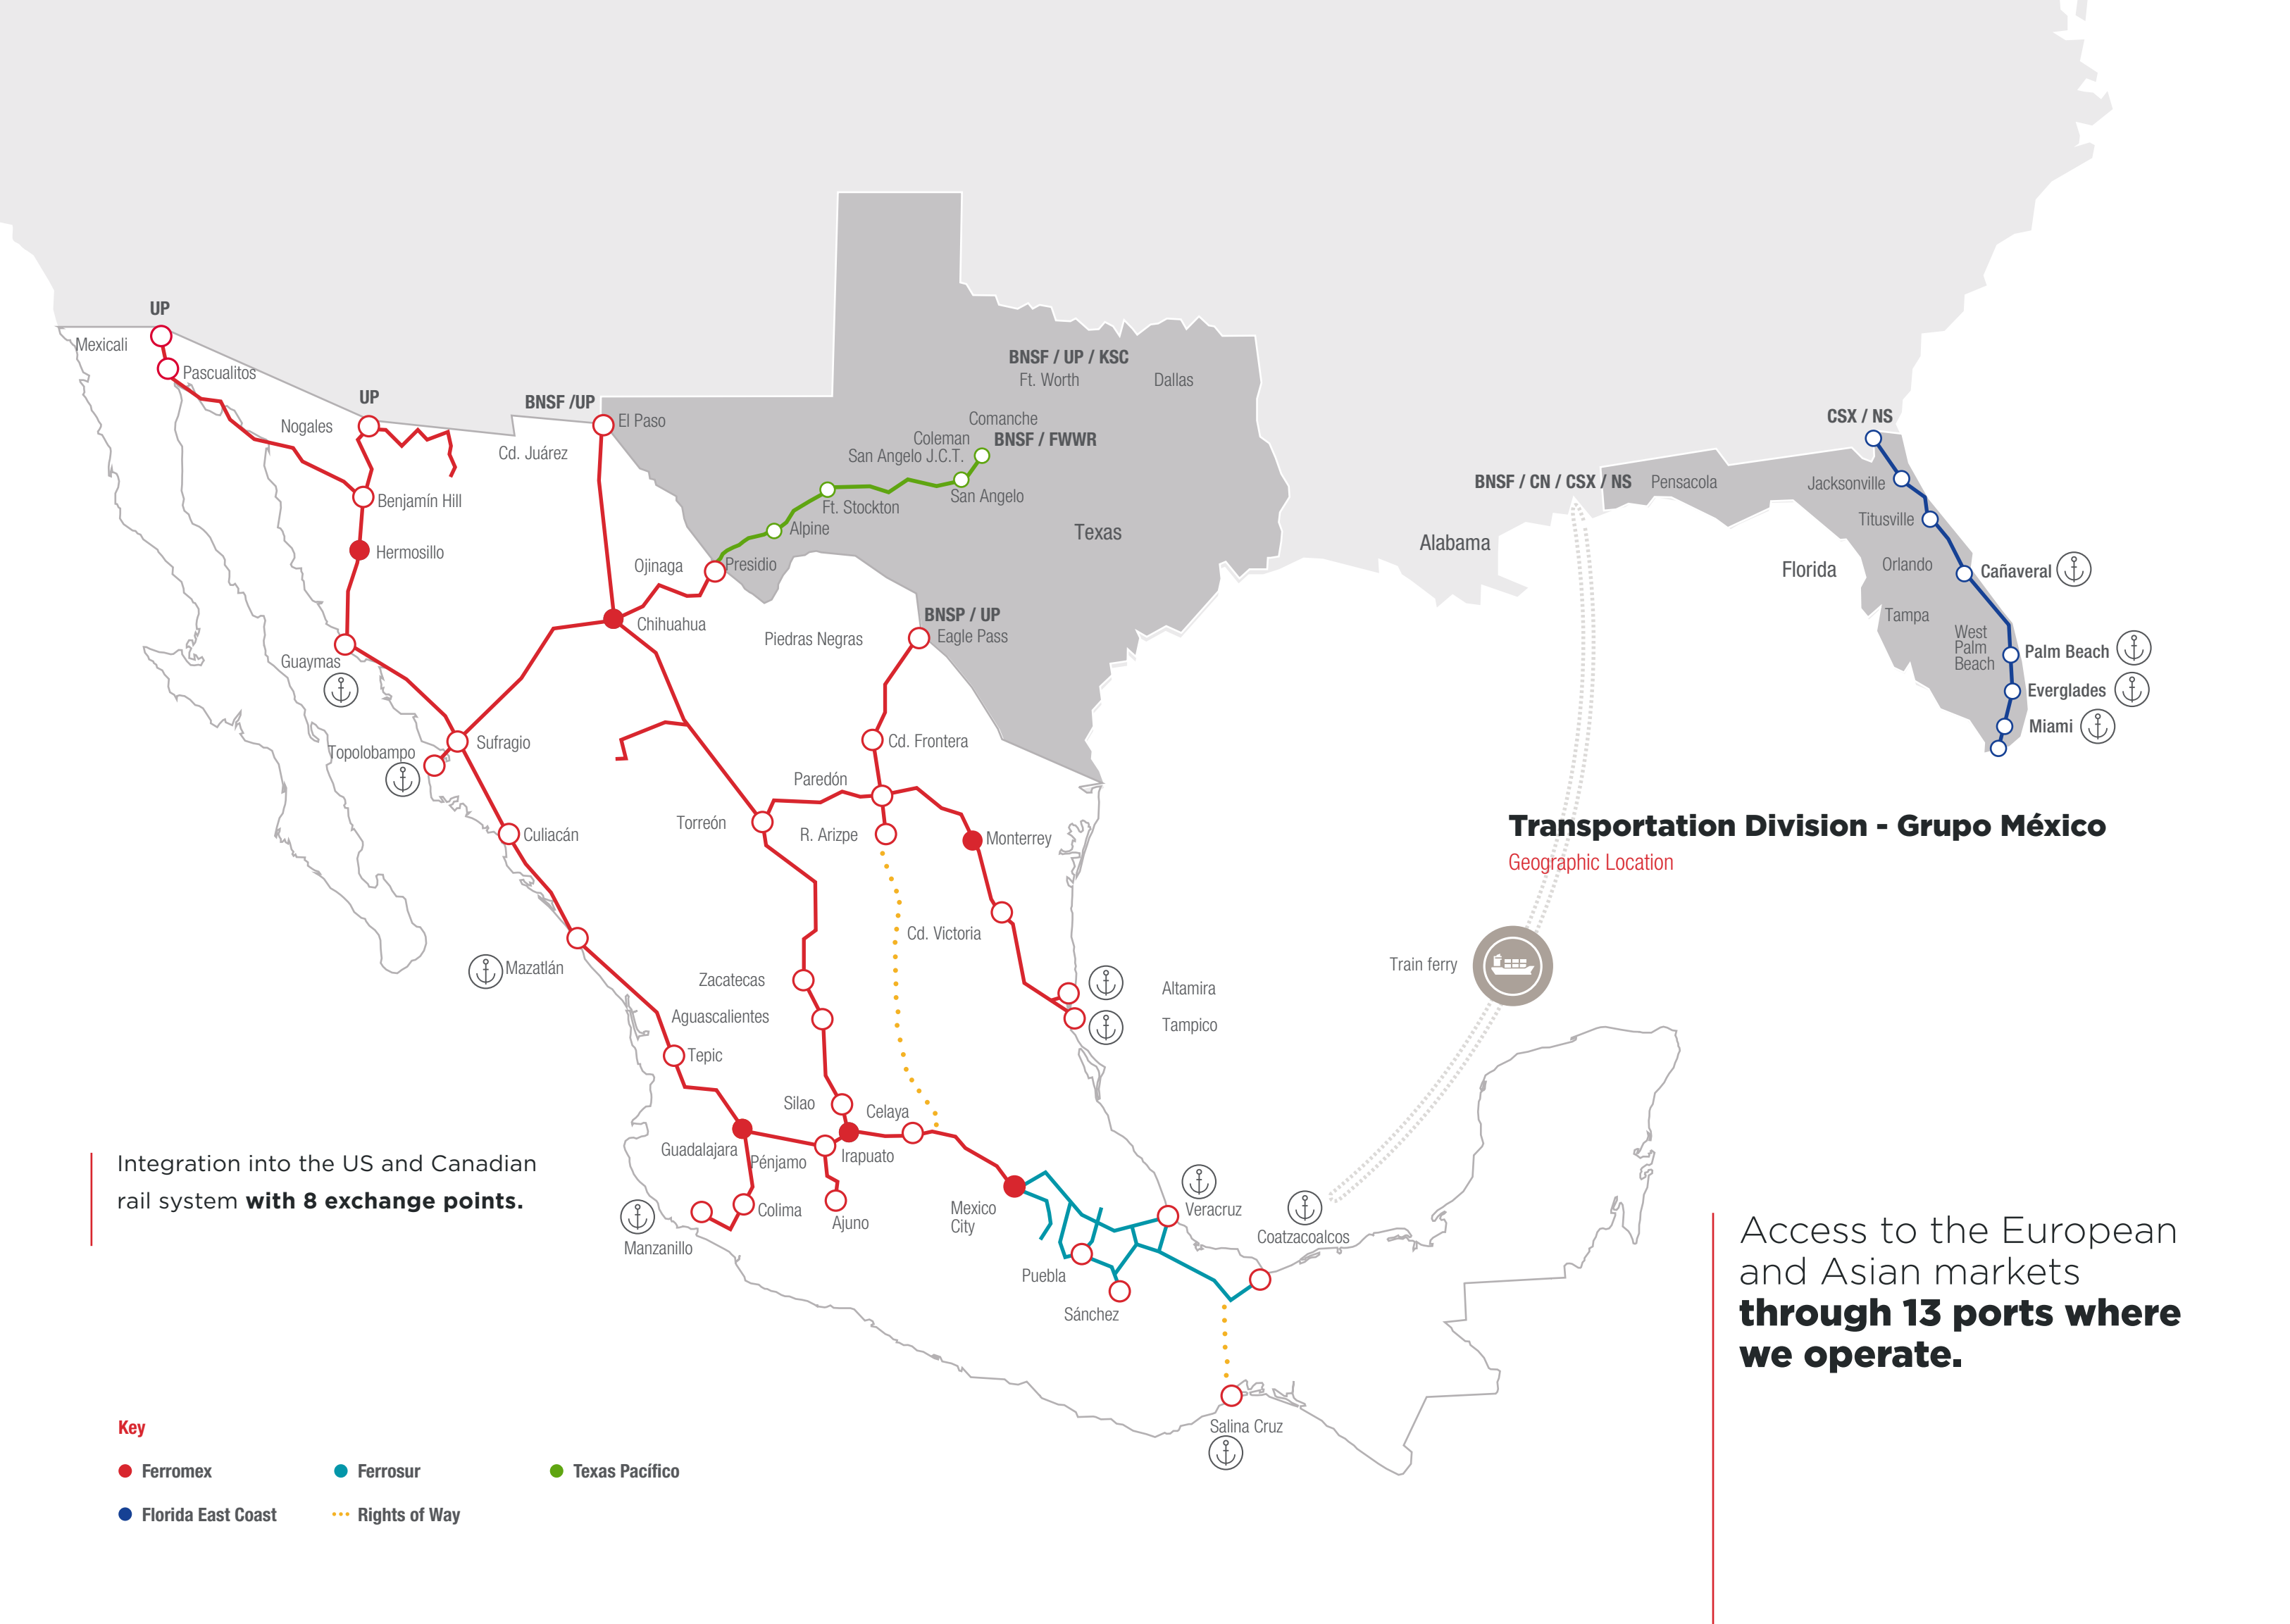 UP
Mexicali
Pascualitos
UP
Nogales
BNSF /UP
El Paso
Cd. Juárez
Benjamín Hill
Hermosillo
Guaymas
Ojinaga
Presidio
Chihuahua
Alpine
Ft. Stockton
San Angelo
San Angelo J.C.T.
Coleman
Comanche
BNSF / FWWR
BNSF / UP / KSC
Ft. Worth
Dallas
Texas
BNSP / UP
Eagle Pass
Piedras Negras
Sufragio
Topolobampo
Cd. Frontera
Paredón
Torreón
R. Arizpe
Monterrey
Culiacán
Cd. Victoria
Mazatlán
Zacatecas
Aguascalientes
Altamira
Tampico
Tepic
Silao
Celaya
Guadalajara
Pénjamo
Irapuato
Colima
Ajuno
Manzanillo
Mexico
City
Puebla
Sánchez
Veracruz
Coatzacoalcos
Salina Cruz
Train ferry
BNSF / CN / CSX / NS
Pensacola
Alabama
CSX / NS
Jacksonville
Titusville
Florida
Orlando
Cañaveral
Tampa
West
Palm
Beach
Palm Beach
Everglades
Miami
Transportation Division - Grupo México
Geographic Location
Integration into the US and Canadian
rail system with 8 exchange points.
Access to the European
and Asian markets
through 13 ports where
we operate.
Key
Ferromex
Ferrosur
Texas Pacífico
Florida East Coast
Rights of Way